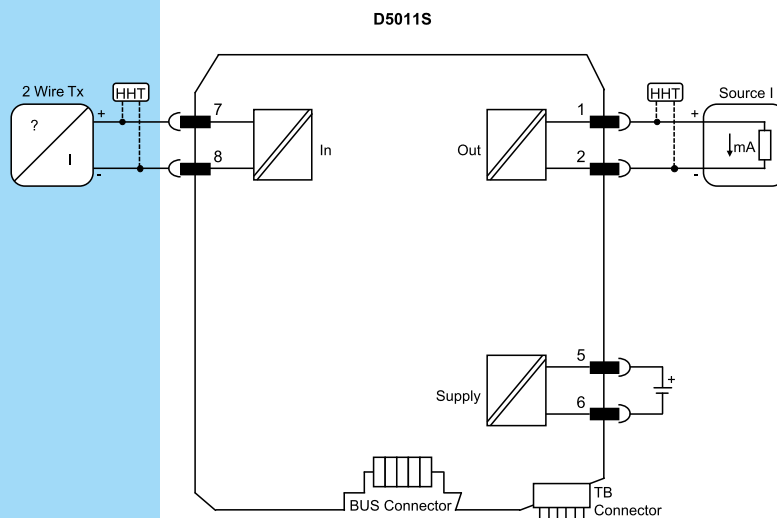 D5011S
2 Wire Tx
HHT
HHT
Source I
+
7
1
+
?
In
Out
mA
I
8
2
-
-
5
+
Supply
6
BUS Connector
TB
Connector